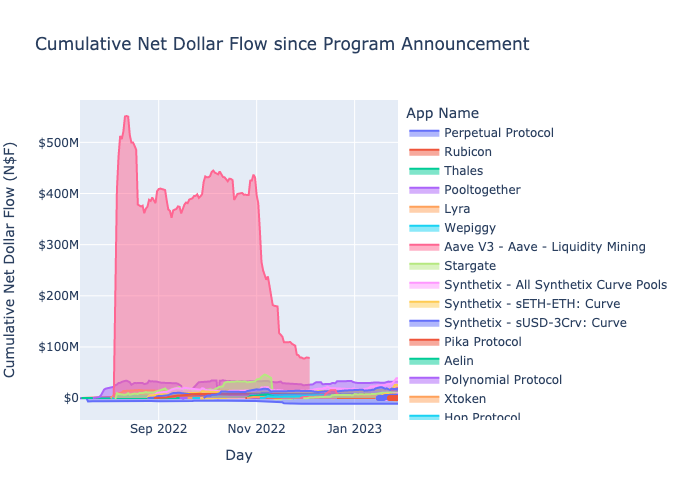 Cumulative Net Dollar Flow since Program Announcement
Cumulative Net Dollar Flow (N$F)
$500M
$400M
$300M
$200M
$100M
$0
Sep 2022
Nov 2022
Jan 2023
Day
App Name
Perpetual Protocol
Rubicon
Thales
Pooltogether
Lyra
Wepiggy
Aave V3 - Aave - Liquidity Mining
Stargate
Synthetix - All Synthetix Curve Pools
Synthetix - sETH-ETH: Curve
Synthetix - sUSD-3Crv: Curve
Pika Protocol
Aelin
Polynomial Protocol
Xtoken
Hop Protocol